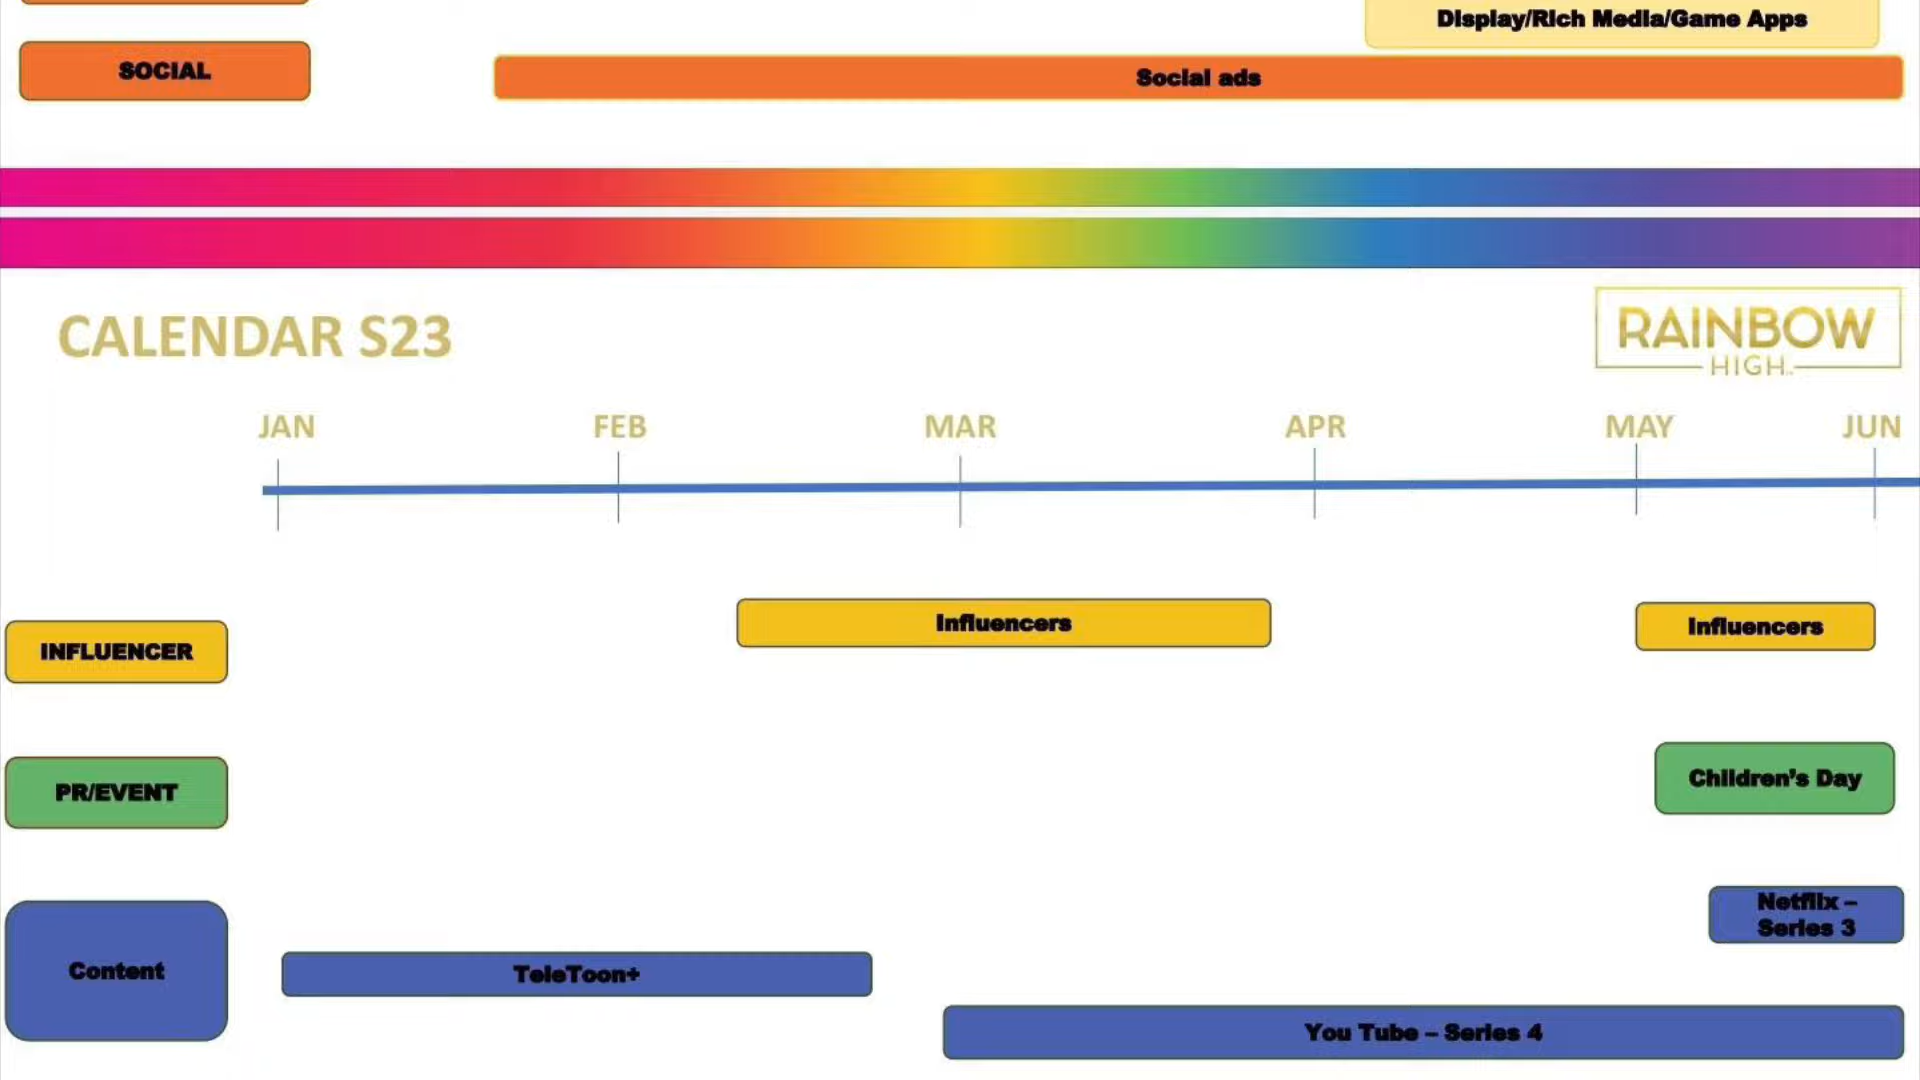 Display/Rich Media/Game Apps
SOCIAL
Social ads
CALENDAR S23
RAINBOW
HIGH
JAN FEB MAR APR MAY JUN
Influencers
Influencers
INFLUENCER
Children's Day
PR/EVENT
Netflix –
Series 3
Content
TeleToon+
You Tube – Series 4